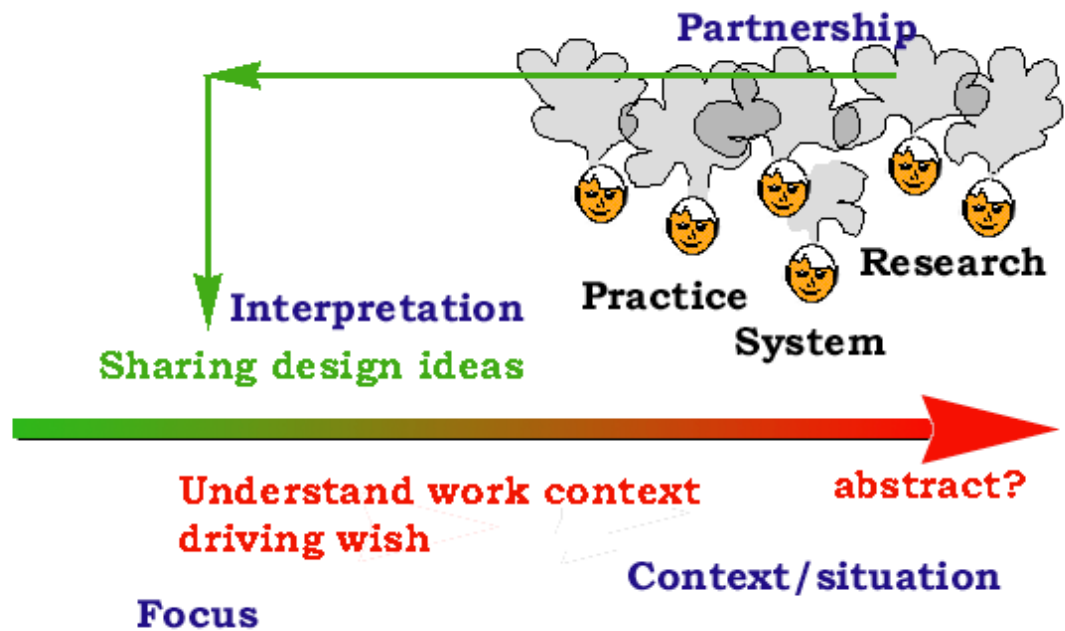 Partnership
Research
Practice
Interpretation
System
Sharing design ideas
Understand work context
driving wish
abstract?
Context/situation
Focus